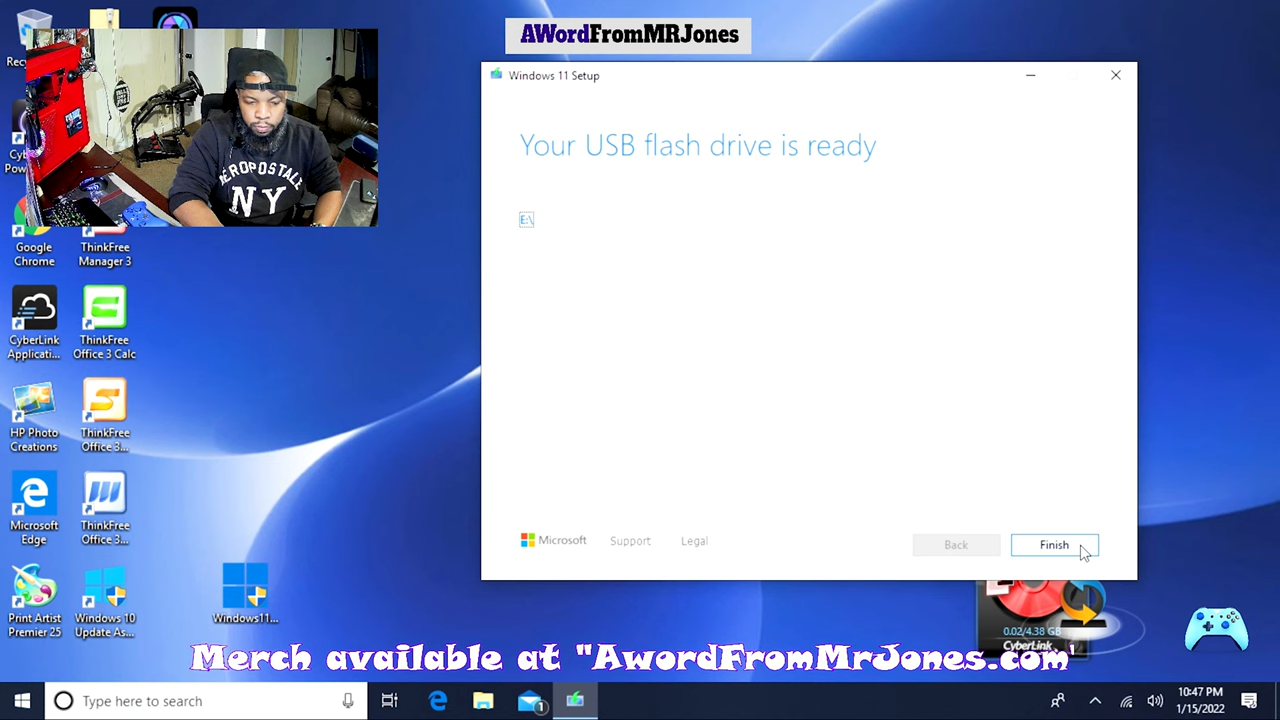 AWordFromMRJones
Windows 11 Setup
Your USB flash drive is ready
E:\
AEROPOSTALE
NY
Google
Chrome
ThinkFree
Manager 3
CyberLink
Applicati...
ThinkFree
Office 3 Calc
HP Photo
Creations
ThinkFree
Office 3...
Microsoft
Edge
ThinkFree
Office 3...
Print Artist
Premier 25
Windows 10
Update As...
Windows11...
Microsoft
Support
Legal
Back
Finish
0.02/4.38 GB
CyberLink
Merch available at "AwordFromMrJones.com"
Type here to search
1
10:47 PM
1/15/2022